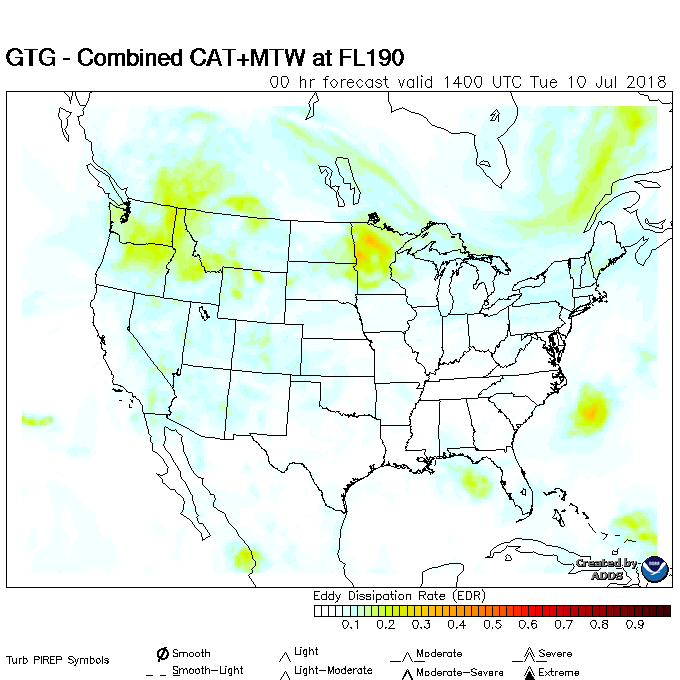 GTG - Combined CAT+MTW at FL190
00 hr forecast valid 1400 UTC Tue 10 Jul 2018
Created by
ADDS
Eddy Dissipation Rate (EDR)
0.1 0.2 0.3 0.4 0.5 0.6 0.7 0.8 0.9
Turb PIREP Symbols
Smooth Light Moderate Severe
Smooth-Light Light-Moderate Moderate-Severe Extreme